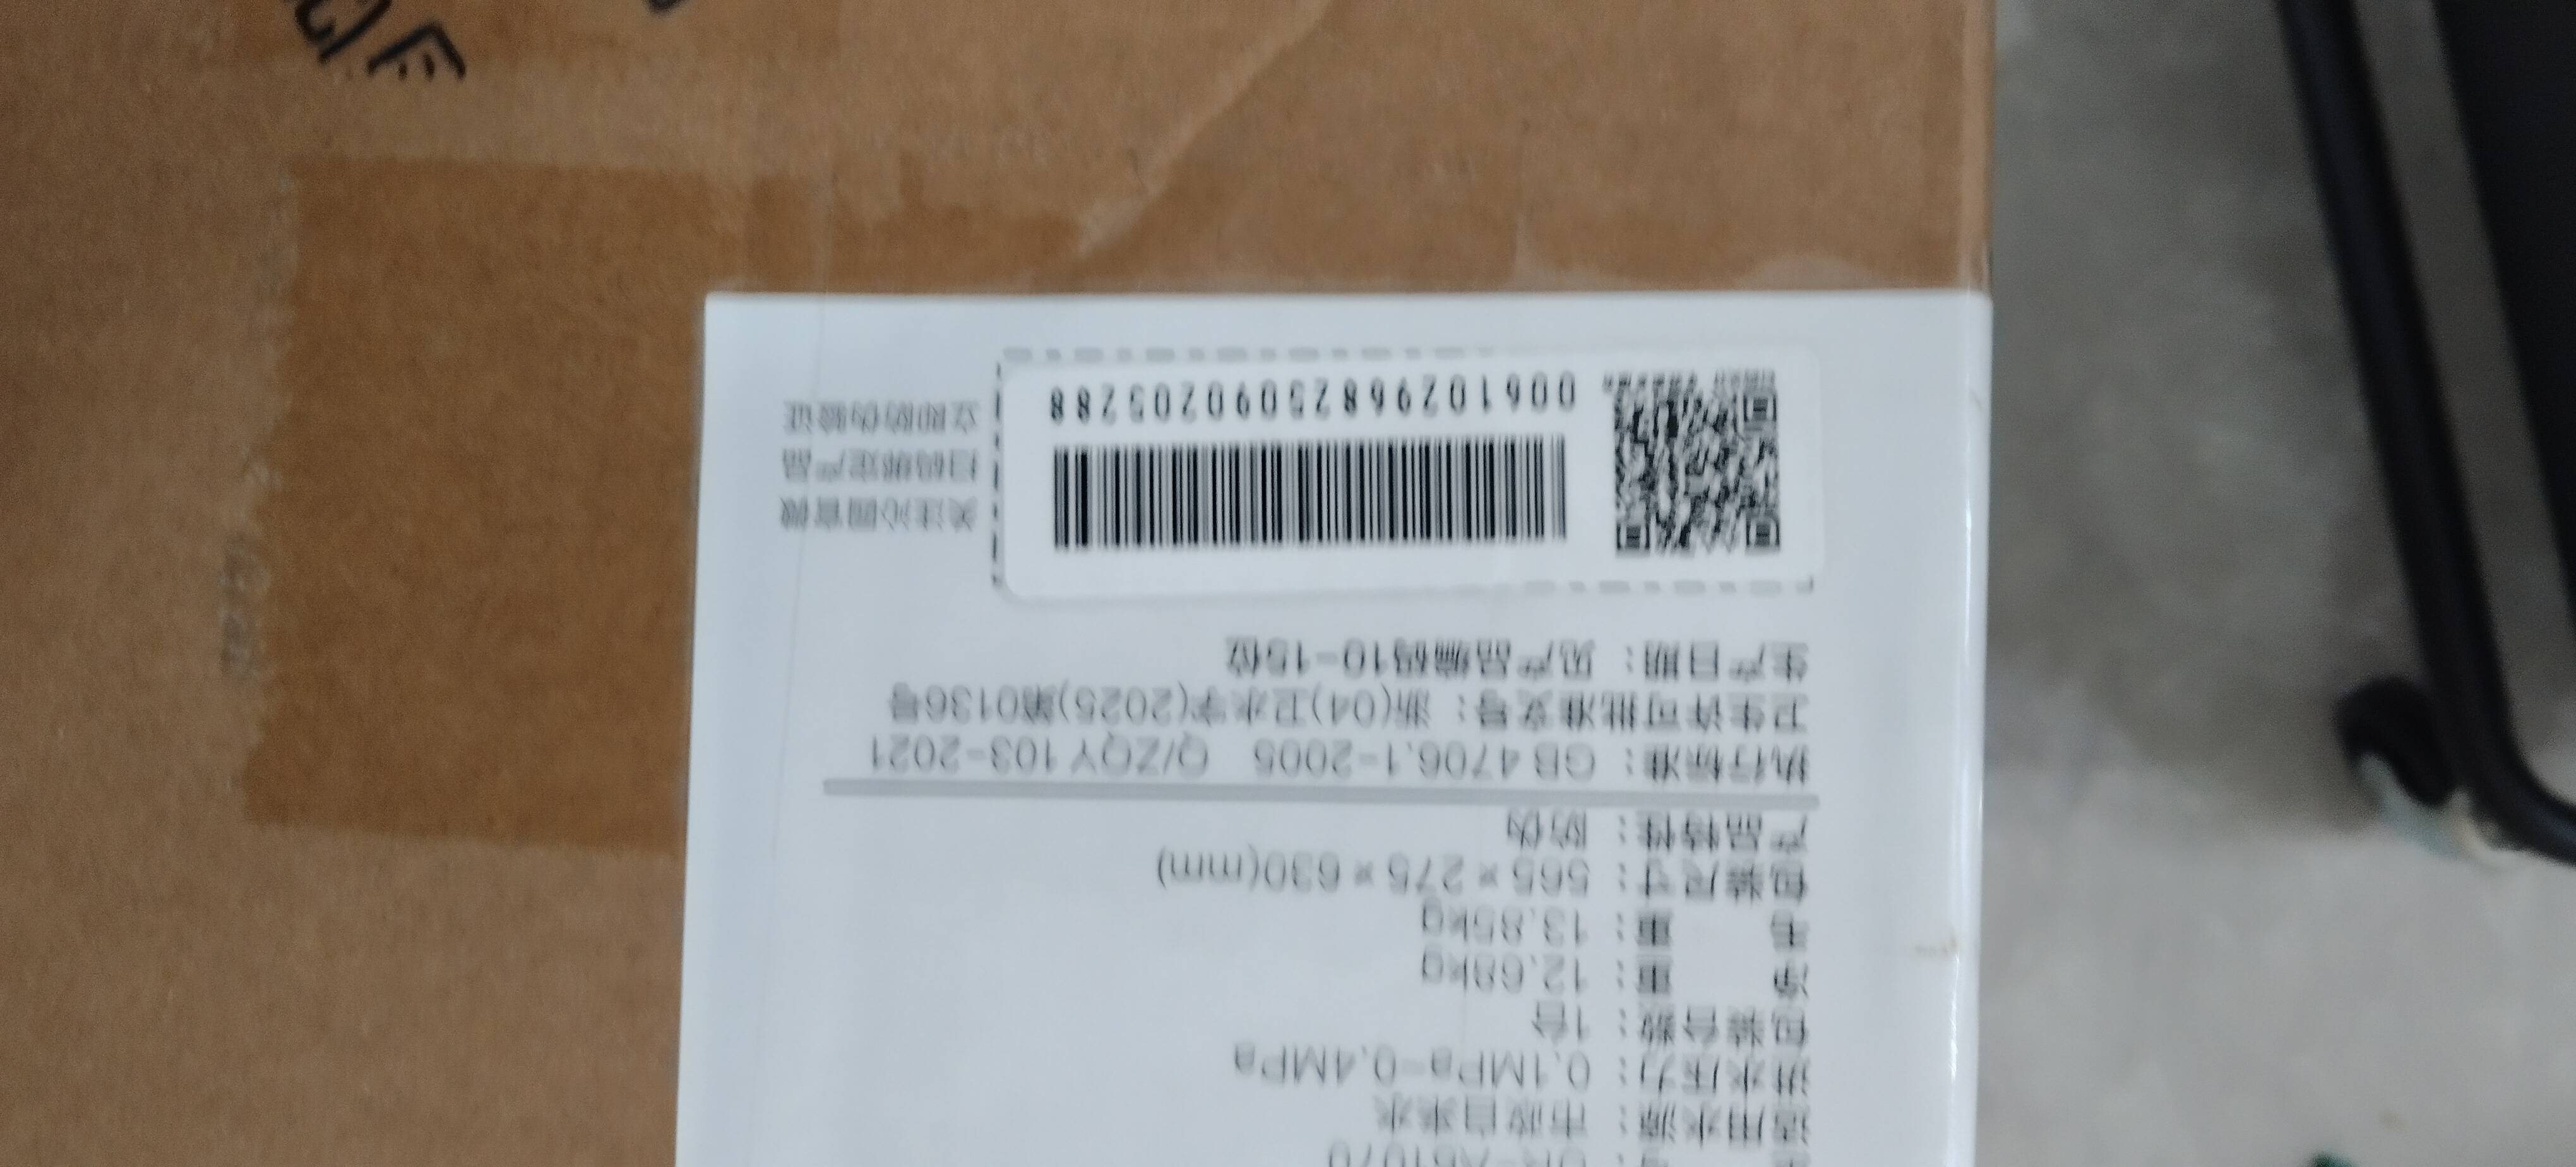 适用水源：市政自来水
进水压力：0.1MPa-0.4MPa
包装台数：1台
净 重：12.68kg
毛 重：13.85kg
包装尺寸：565×275×630(mm)
产品特性：防伪
执行标准：GB 4706.1-2005 Q/ZQY 103-2021
卫生许可批准文号：浙(04)卫水字(2025)第0136号
生产日期：见产品编码10-15位
关注沁园官微
扫码绑定产品
立即防伪验证
00610296825090205288